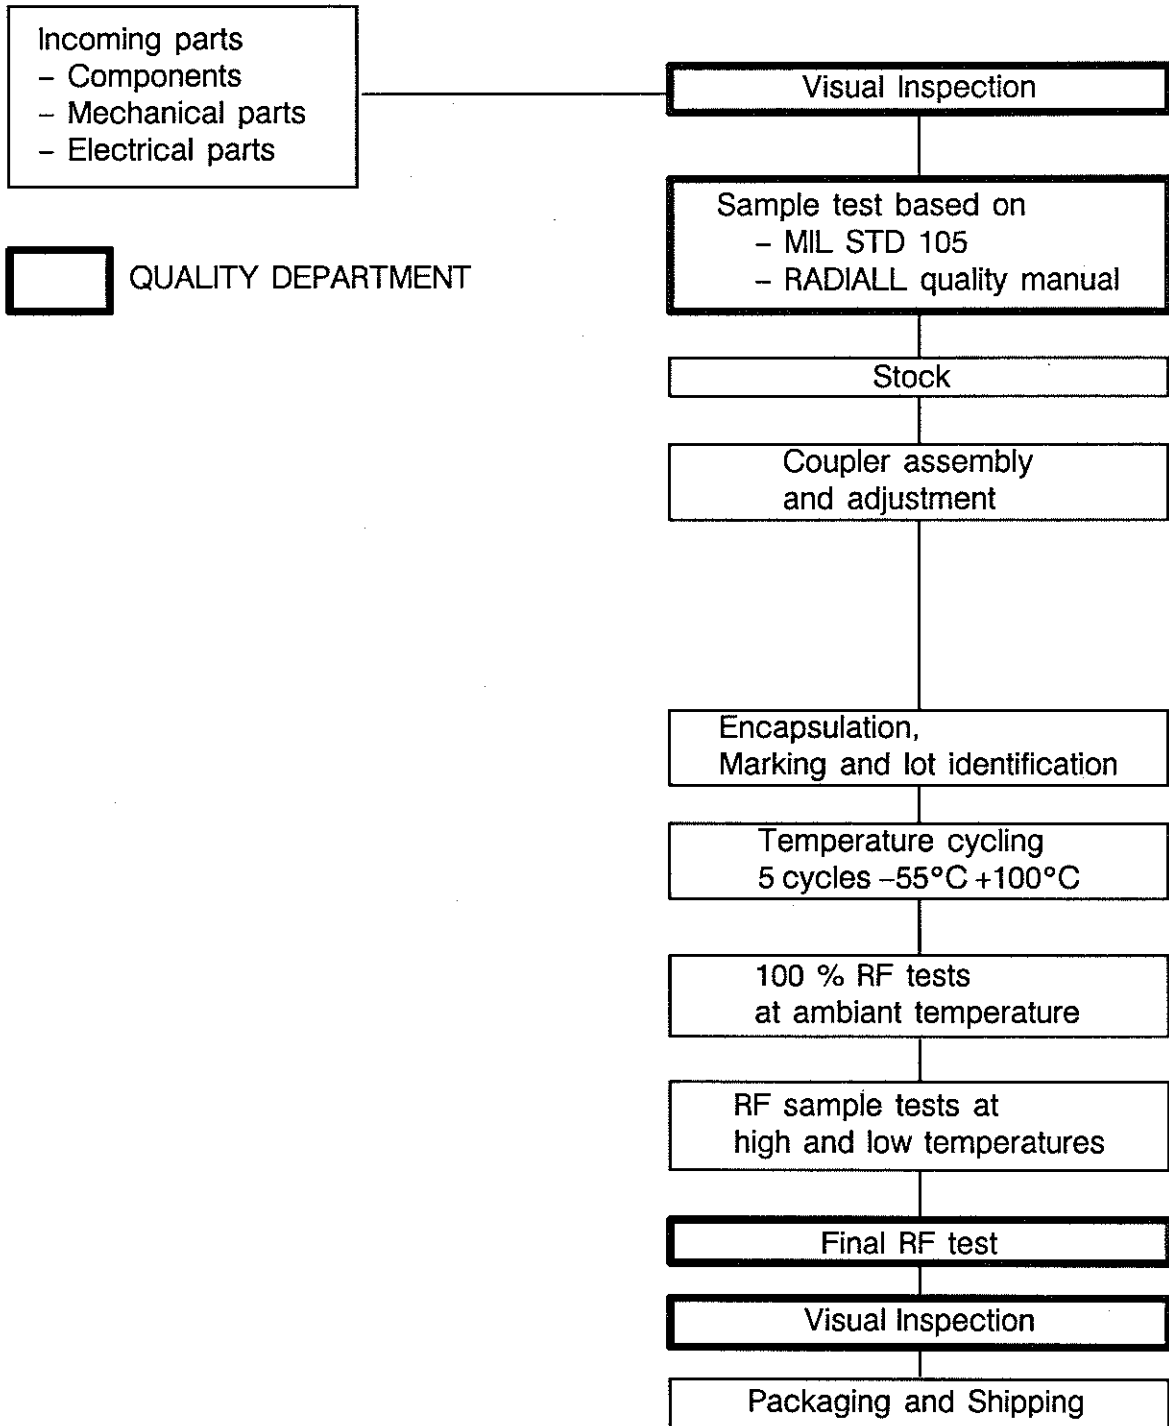 Incoming parts
– Components
– Mechanical parts
– Electrical parts
QUALITY DEPARTMENT
Visual Inspection
Sample test based on
– MIL STD 105
– RADIALL quality manual
Stock
Coupler assembly
and adjustment
Encapsulation,
Marking and lot identification
Temperature cycling
5 cycles –55°C +100°C
100 % RF tests
at ambiant temperature
RF sample tests at
high and low temperatures
Final RF test
Visual Inspection
Packaging and Shipping